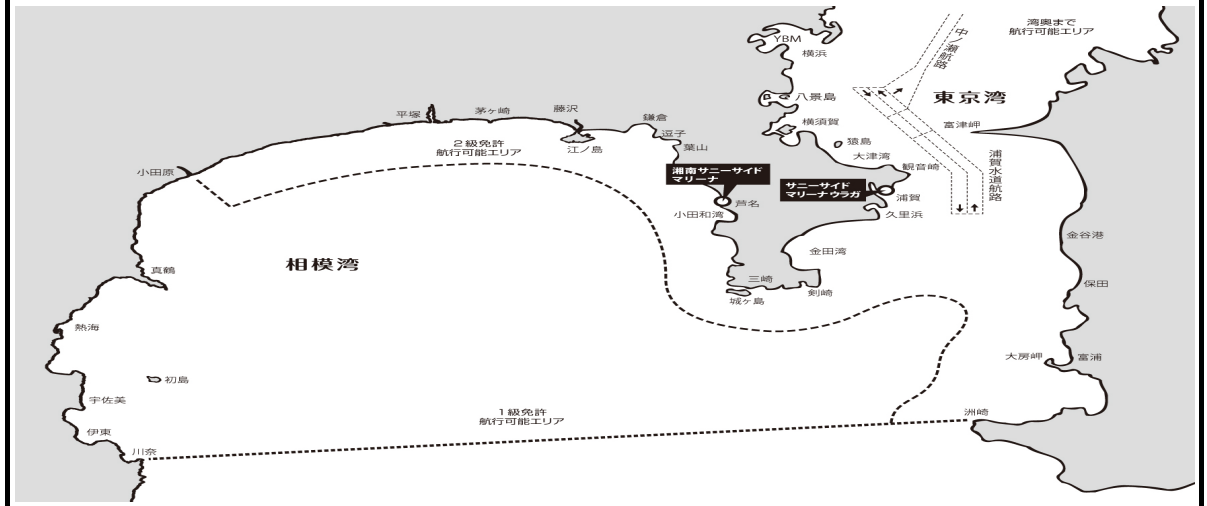 湾奥まで
航行可能エリア
中ノ瀬航路
YBM
横浜
東京湾
八景島
富津岬
横須賀
猿島
大津湾
観音崎
浦賀水道航路
平塚
茅ヶ崎
藤沢
江ノ島
鎌倉
逗子
葉山
2級免許
航行可能エリア
小田原
湘南サニーサイド
マリーナ
芦名
小田和湾
サニーサイド
マリーナウラガ
浦賀
久里浜
金田湾
金谷港
相模湾
真鶴
三崎
城ヶ島
剣崎
保田
熱海
初島
大房岬
富浦
宇佐美
伊東
川奈
1級免許
航行可能エリア
洲崎